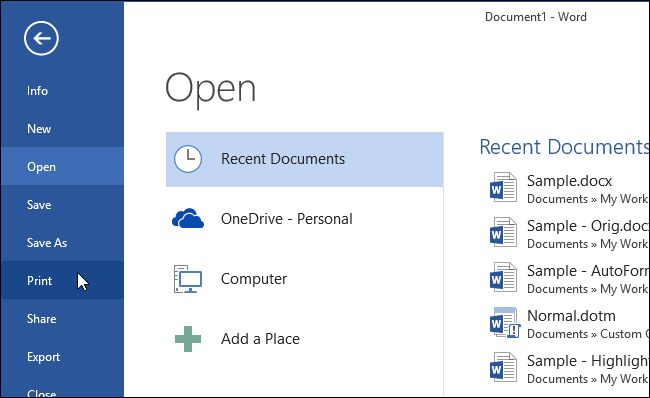 Document1 - Word
Info
New
Open
Save
Save As
Print
Share
Export
Close
Open
Recent Documents
OneDrive - Personal
Computer
Add a Place
Recent Documents
Sample.docx
Documents » My Work
Sample - Orig.docx
Documents » My Work
Sample - AutoForm
Documents » My Work
Normal.dotm
Documents » Custom O
Sample - Highlight
Documents » My Work